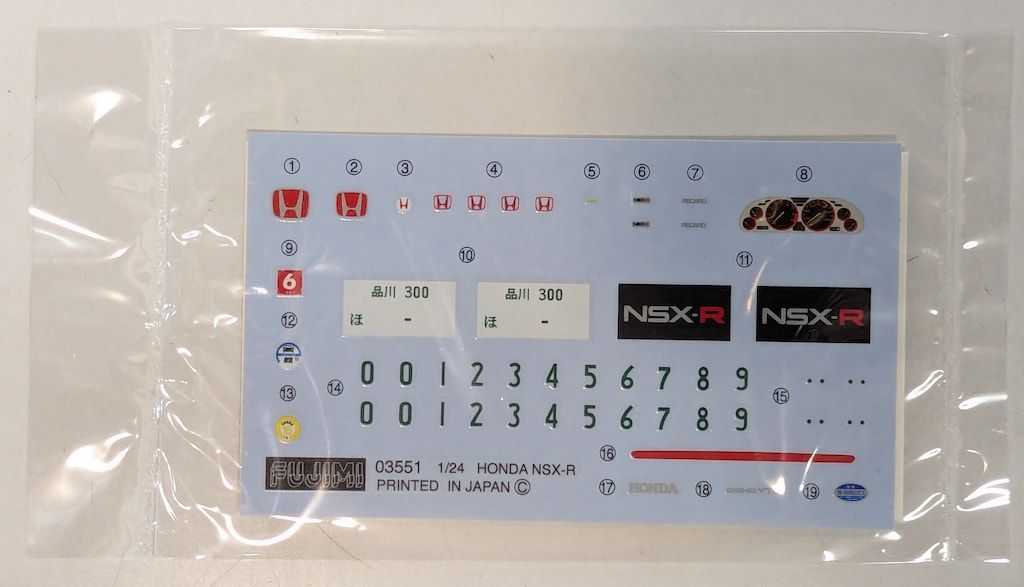 ① ② ③ ④ ⑤ ⑥ ⑦ ⑧
H H H H H
NSX-R
NSX-R
RECARO
RECARO
⑨ ⑩ ⑪
6
品川 300
ほ -
品川 300
ほ -
NSX-R
NSX-R
⑫
⑬
⑭ 0 0 1 2 3 4 5 6 7 8 9
0 0 1 2 3 4 5 6 7 8 9
⑮
⑯
FUJIMI
03551 1/24 HONDA NSX-R
PRINTED IN JAPAN ©
⑰ HONDA ⑱ ⑲